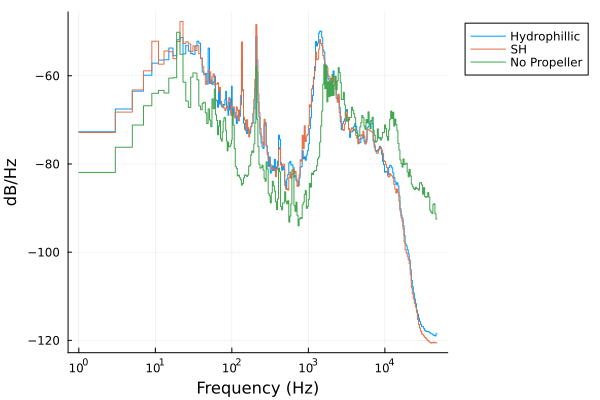 Hydrophillic
SH
No Propeller
−60
−80
−100
−120
dB/Hz
10⁰ 10¹ 10² 10³ 10⁴
Frequency (Hz)